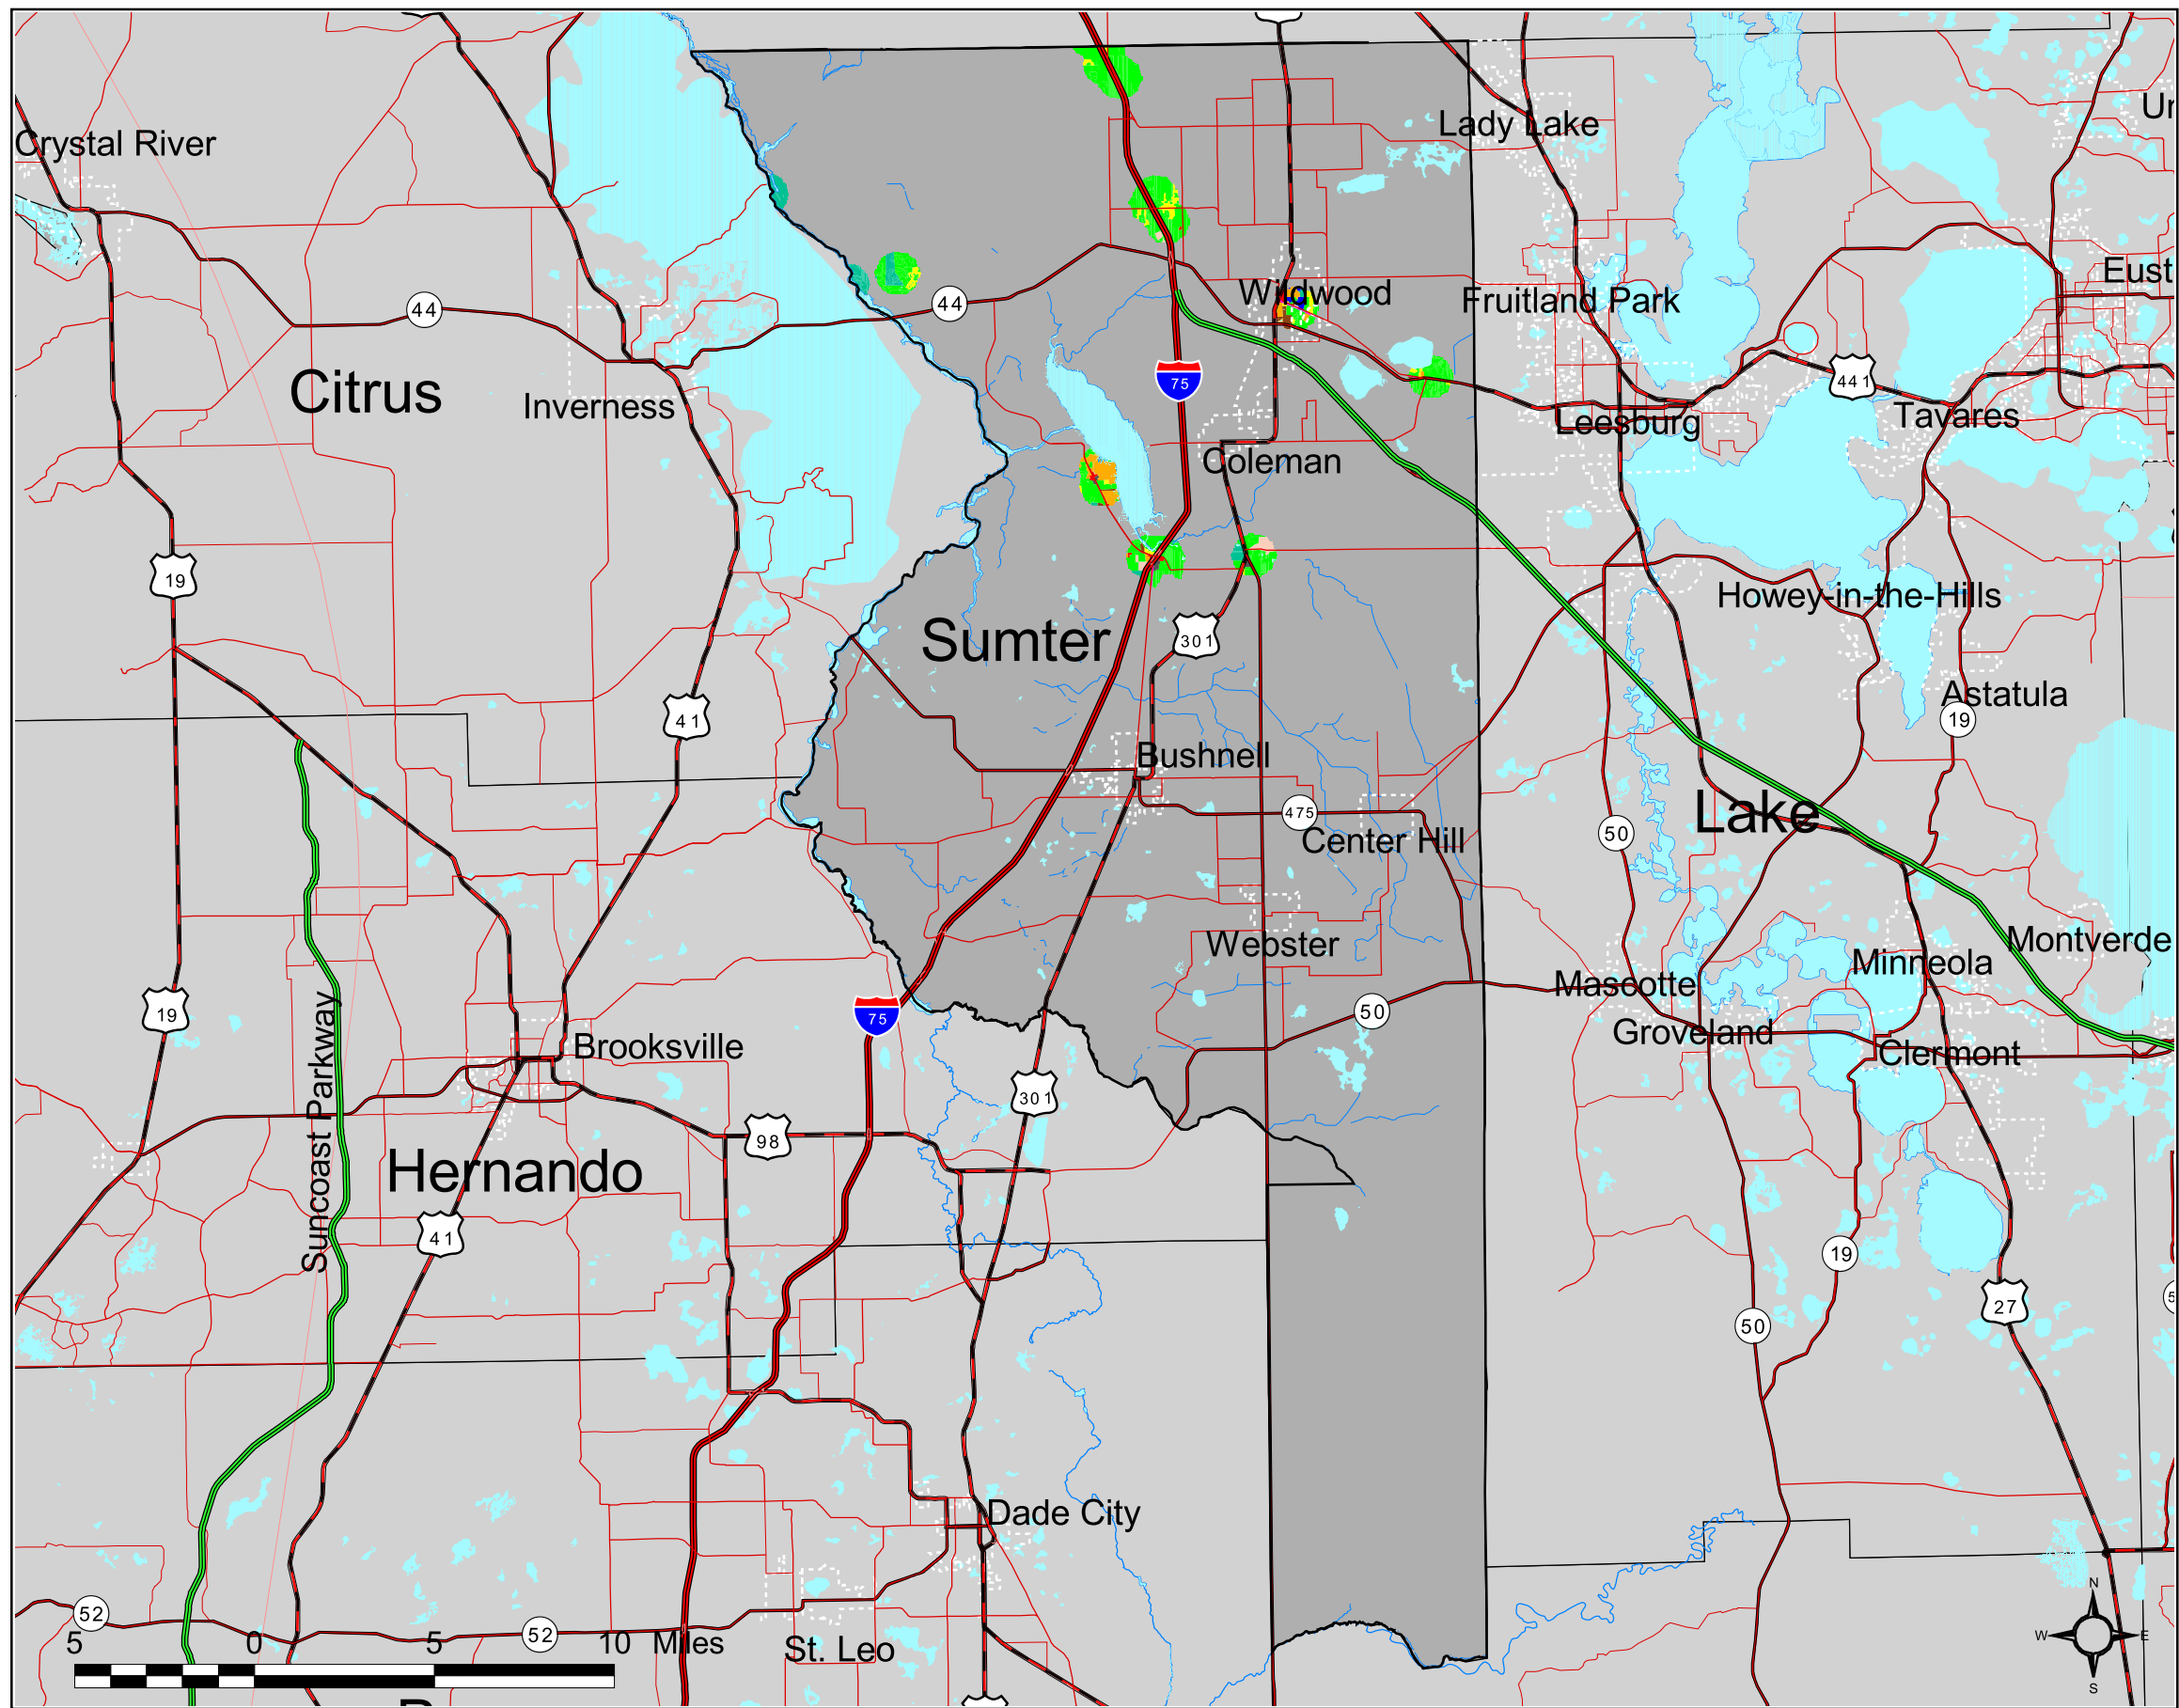 Crystal River
Lady Lake
44
44
Wildwood
Fruitland Park
Eust
75
441
Citrus
Inverness
Leesburg
Tavares
Coleman
19
Howey-in-the-Hills
Sumter
301
Astatula
19
41
Bushnell
475
Center Hill
Lake
50
Webster
Montverde
Minneola
Mascotte
50
19
75
Groveland
Clermont
Brooksville
301
98
Suncoast Parkway
Hernando
41
19
27
50
Dade City
52
52
5 0 5 10 Miles
St. Leo
N
W E
S